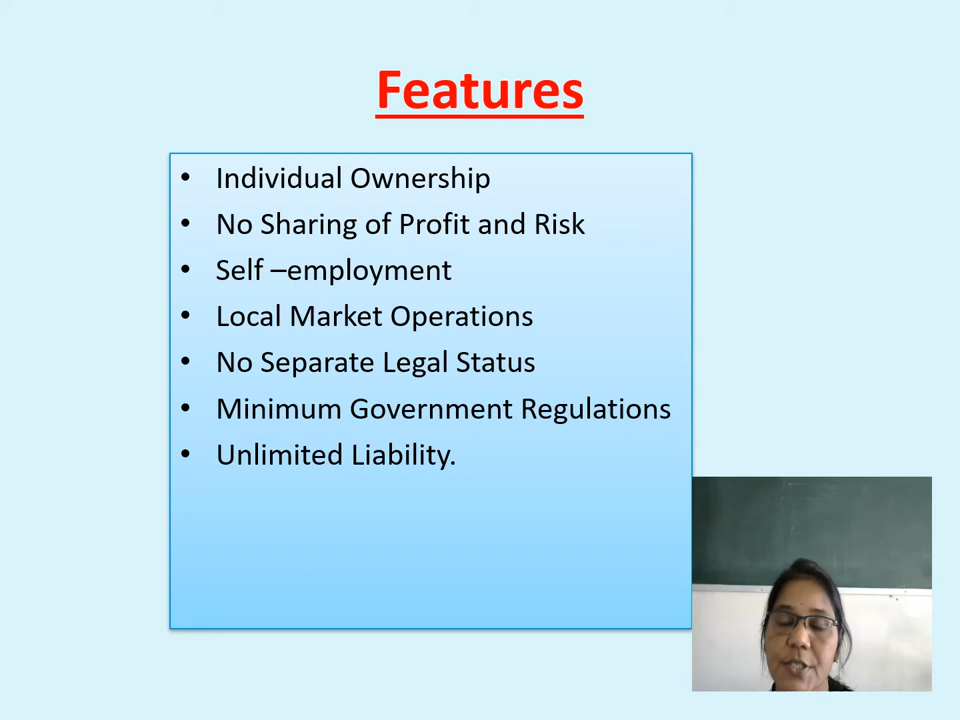 Features
• Individual Ownership
• No Sharing of Profit and Risk
• Self –employment
• Local Market Operations
• No Separate Legal Status
• Minimum Government Regulations
• Unlimited Liability.